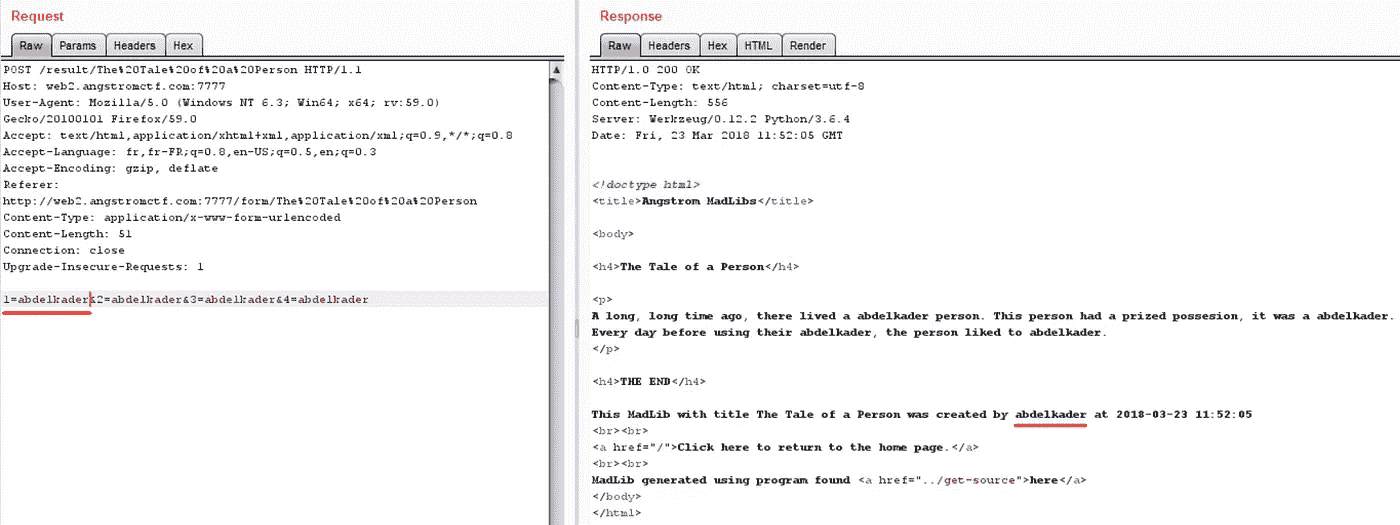 Request
Raw Params Headers Hex
POST /result/The%20Tale%20of%20a%20Person HTTP/1.1
Host: web2.angstromctf.com:7777
User-Agent: Mozilla/5.0 (Windows NT 6.3; Win64; x64; rv:59.0)
Gecko/20100101 Firefox/59.0
Accept: text/html,application/xhtml+xml,application/xml;q=0.9,*/*;q=0.8
Accept-Language: fr,fr-FR;q=0.8,en-US;q=0.5,en;q=0.3
Accept-Encoding: gzip, deflate
Referer:
http://web2.angstromctf.com:7777/form/The%20Tale%20of%20a%20Person
Content-Type: application/x-www-form-urlencoded
Content-Length: 51
Connection: close
Upgrade-Insecure-Requests: 1
1=abdelkader&2=abdelkader&3=abdelkader&4=abdelkader
Response
Raw Headers Hex HTML Render
HTTP/1.0 200 OK
Content-Type: text/html; charset=utf-8
Content-Length: 556
Server: Werkzeug/0.12.2 Python/3.6.4
Date: Fri, 23 Mar 2018 11:52:05 GMT
<!doctype html>
<title>Angstrom MadLibs</title>
<body>
<h4>The Tale of a Person</h4>
<p>
A long, long time ago, there lived a abdelkader person. This person had a prized possesion, it was a abdelkader.
Every day before using their abdelkader, the person liked to abdelkader.
</p>
<h4>THE END</h4>
This MadLib with title The Tale of a Person was created by abdelkader at 2018-03-23 11:52:05
<br><br>
<a href="/">Click here to return to the home page.</a>
<br><br>
MadLib generated using program found <a href="../get-source">here</a>
</body>
</html>